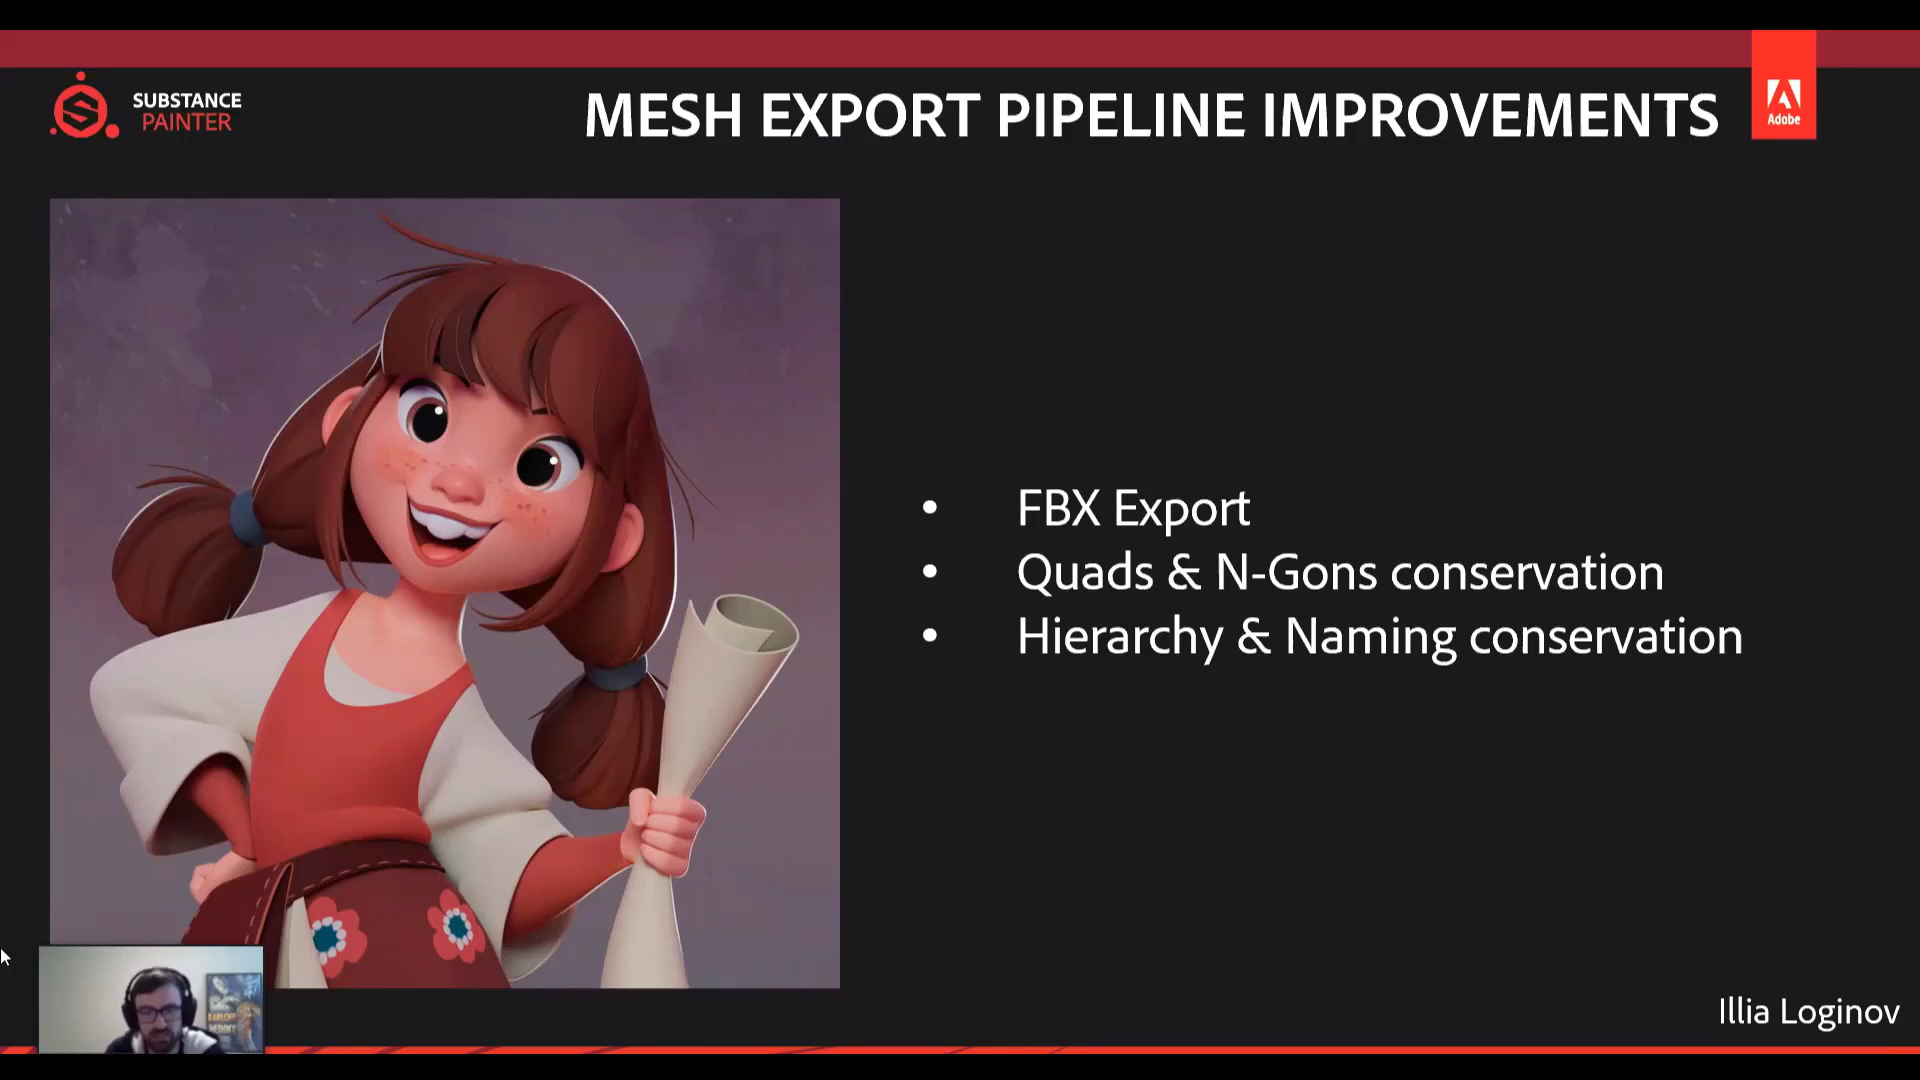 SUBSTANCE
PAINTER
MESH EXPORT PIPELINE IMPROVEMENTS
Adobe
• FBX Export
• Quads & N-Gons conservation
• Hierarchy & Naming conservation
Illia Loginov